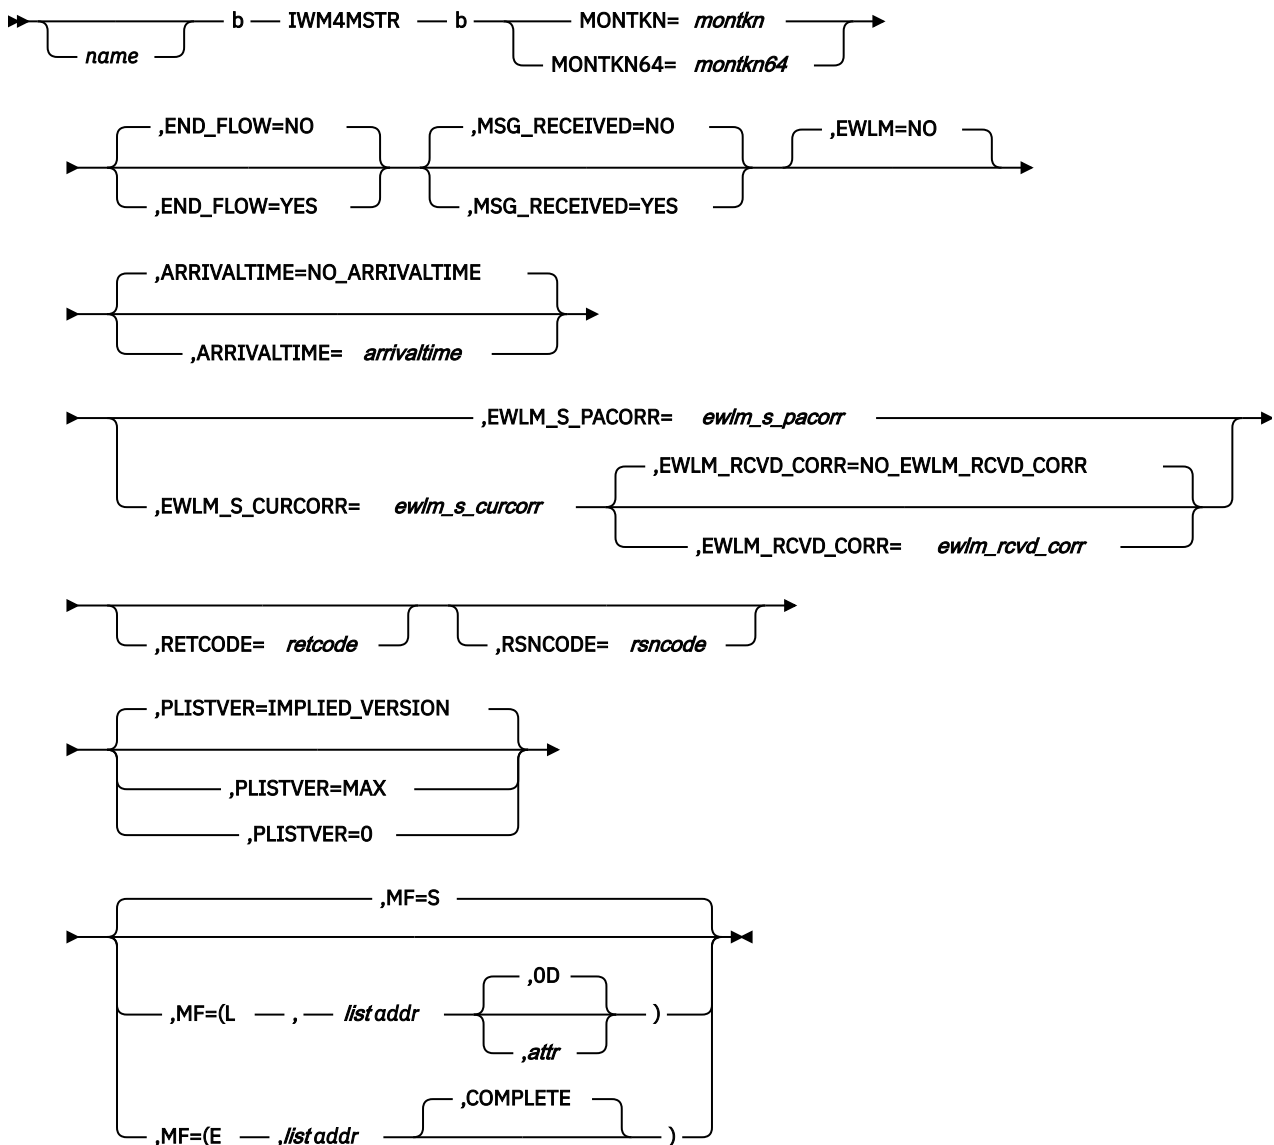 name b IWM4MSTR b MONTKN= montkn
MONTKN64= montkn64
,END_FLOW=NO
,END_FLOW=YES
,MSG_RECEIVED=NO
,MSG_RECEIVED=YES
,EWLM=NO
,ARRIVALTIME=NO_ARRIVALTIME
,ARRIVALTIME= arrivaltime
,EWLM_S_PACORR= ewlm_s_pacorr
,EWLM_S_CURCORR= ewlm_s_curcorr
,EWLM_RCVD_CORR=NO_EWLM_RCVD_CORR
,EWLM_RCVD_CORR= ewlm_rcvd_corr
,RETCODE= retcode
,RSNCODE= rsncode
,PLISTVER=IMPLIED_VERSION
,PLISTVER=MAX
,PLISTVER=0
,MF=S
,MF=(L , list addr ,0D )
,attr
,MF=(E ,list addr ,COMPLETE )